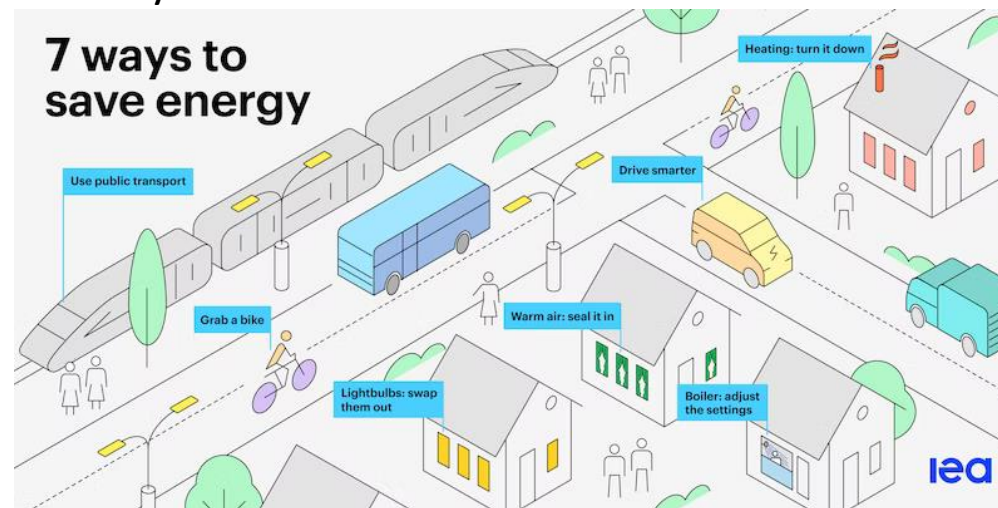 7 ways to
save energy
Heating: turn it down
Use public transport
Drive smarter
Grab a bike
Warm air: seal it in
Lightbulbs: swap
them out
Boiler: adjust
the settings
iea